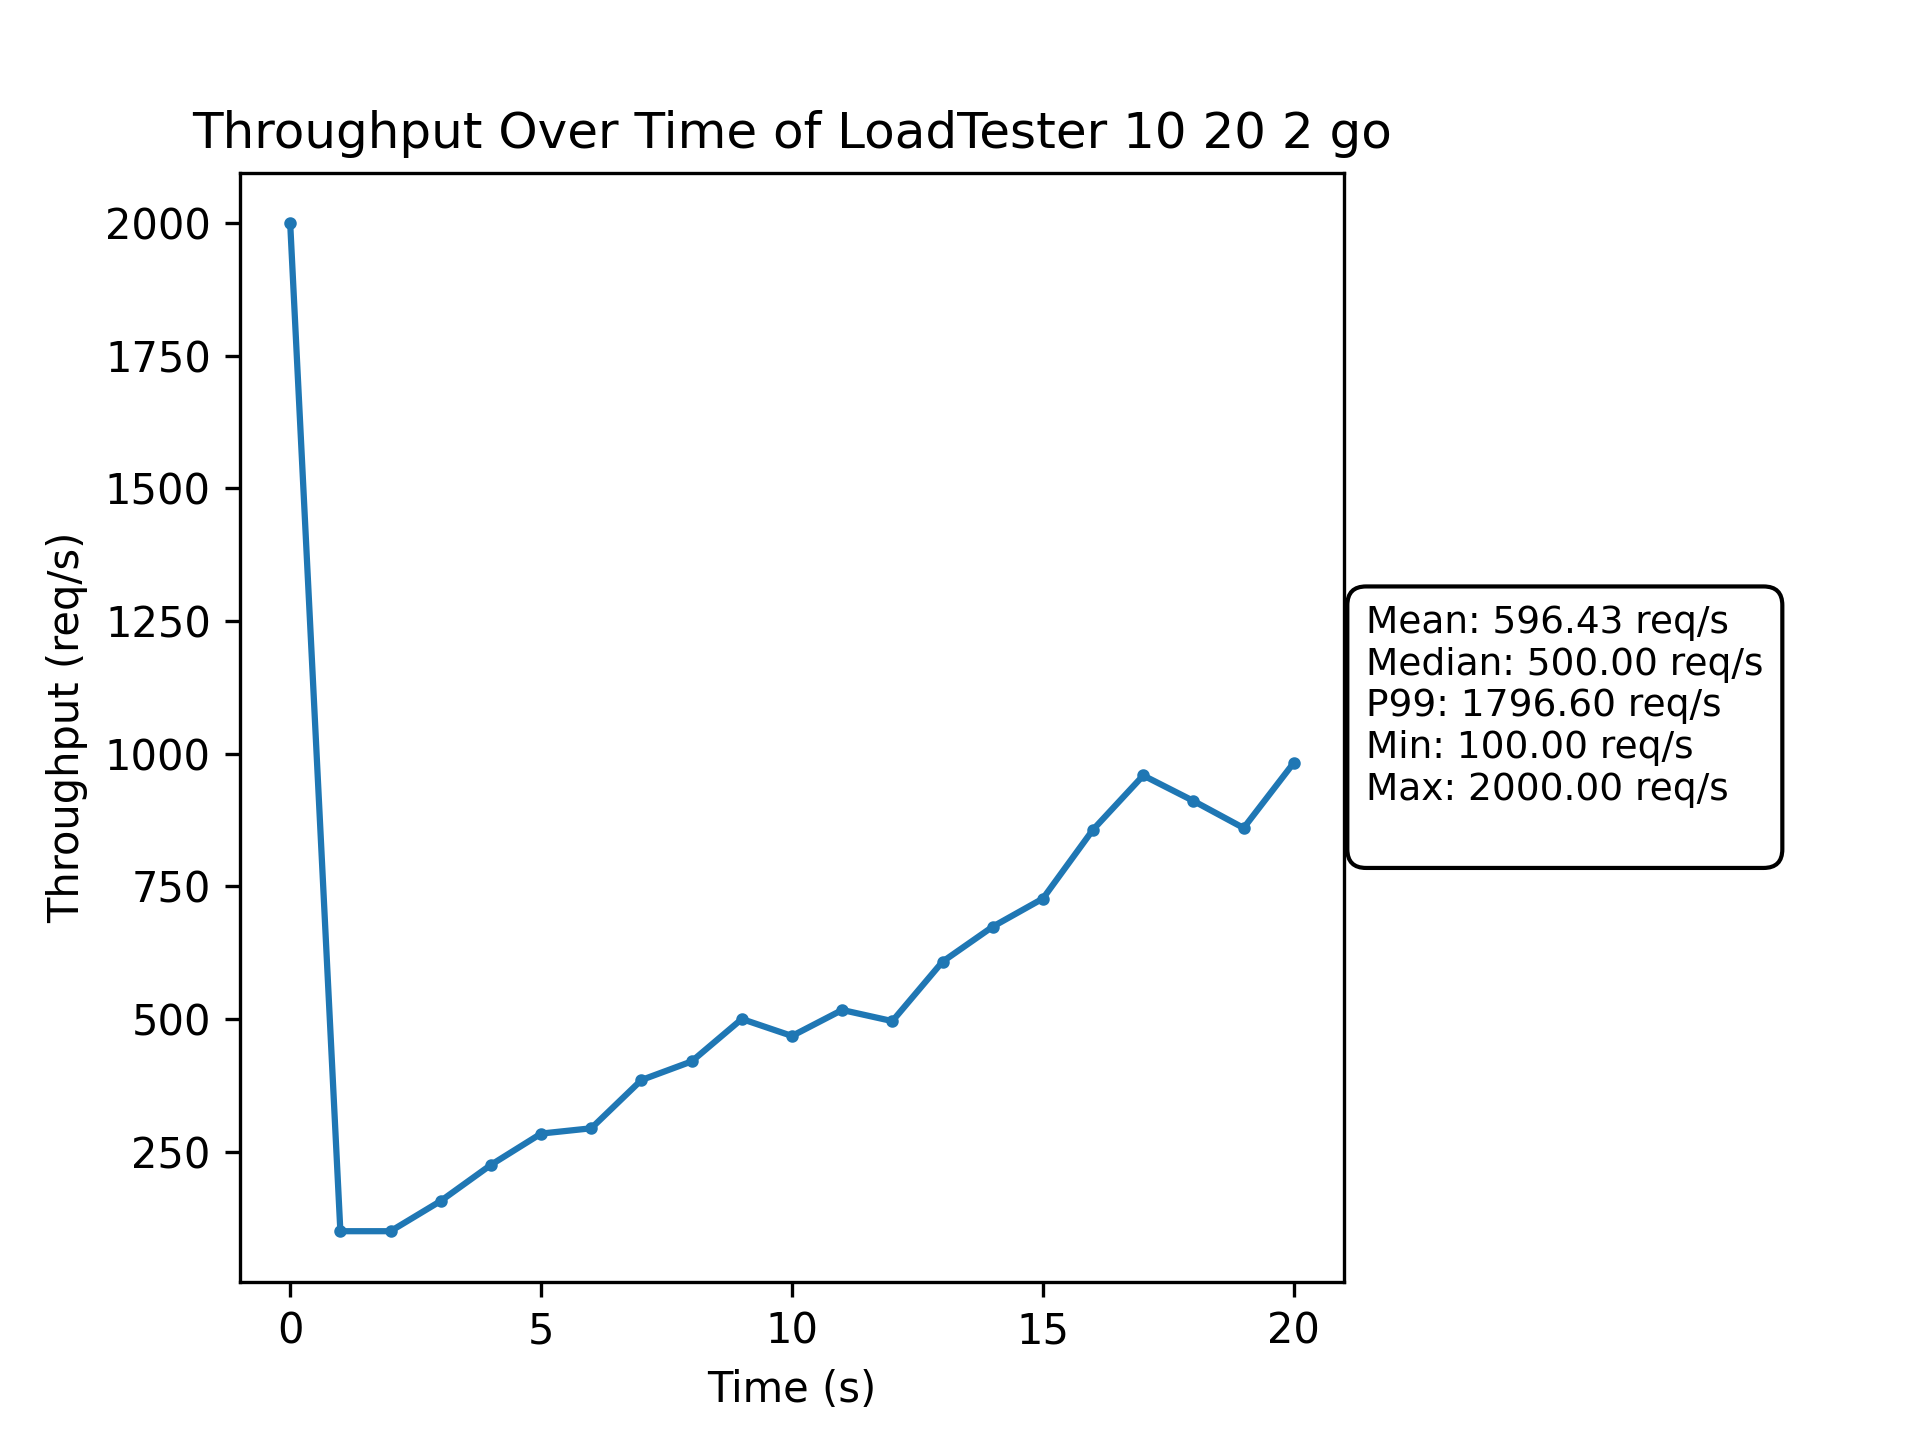 Throughput Over Time of LoadTester 10 20 2 go
Throughput (req/s)
2000
1750
1500
1250
1000
750
500
250
0 5 10 15 20
Time (s)
Mean: 596.43 req/s
Median: 500.00 req/s
P99: 1796.60 req/s
Min: 100.00 req/s
Max: 2000.00 req/s